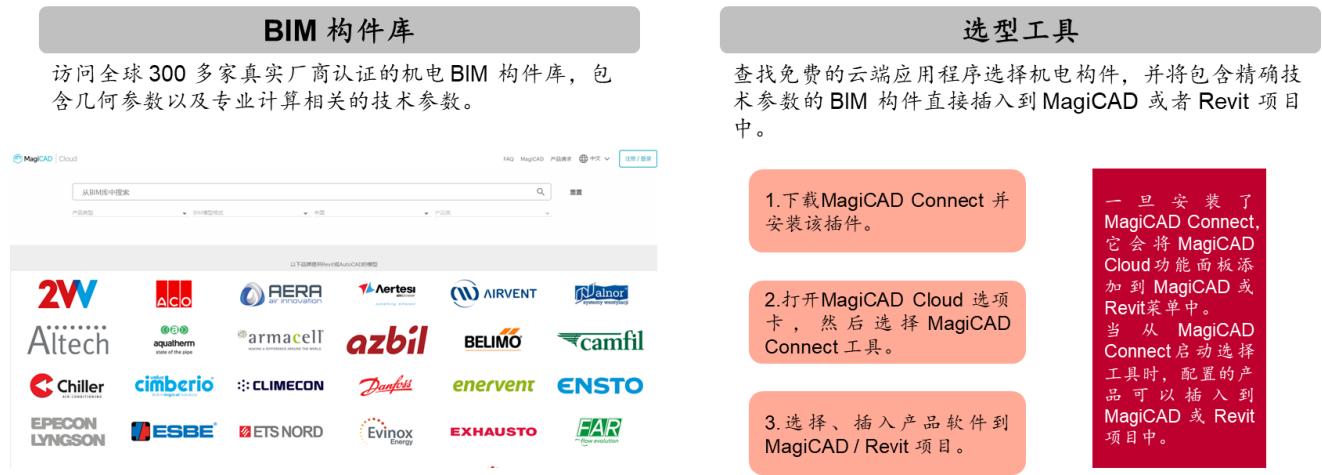 BIM 构件库
访问全球 300 多家真实厂商认证的机电 BIM 构件库，包
含几何参数以及专业计算相关的技术参数。
MagiCAD Cloud
FAQ MagiCAD 产品请求 中文 注册 / 登录
从BIM库中搜索
重置
产品类型 BIM模型格式 中国 产品类
以下品牌提供Revit或AutoCAD的模型
2VV ACO AERA air innovation Aertesi AIRVENT Alnor systemy wentylacji
Altech aquatherm state of the pipe armacell MAKING A DIFFERENCE AROUND THE WORLD azbil BELIMO camfil
Chiller AIR-CONDITIONING cimberio CLIMECON Danfoss enervent ENSTO
EPECON LYNGSON ESBE ETS NORD Evinox Energy EXHAUSTO FAR flow evolution
选型工具
查找免费的云端应用程序选择机电构件，并将包含精确技
术参数的 BIM 构件直接插入到 MagiCAD 或者 Revit 项目
中。
1.下载MagiCAD Connect 并
安装该插件。
2.打开MagiCAD Cloud 选项
卡，然后选择 MagiCAD
Connect 工具。
3.选择、插入产品软件到
MagiCAD / Revit 项目。
一旦安装了
MagiCAD Connect,
它会将 MagiCAD
Cloud功能面板添
加到 MagiCAD 或
Revit菜单中。
当从 MagiCAD
Connect启动选择
工具时，配置的产
品可以插入到
MagiCAD 或 Revit
项目中。